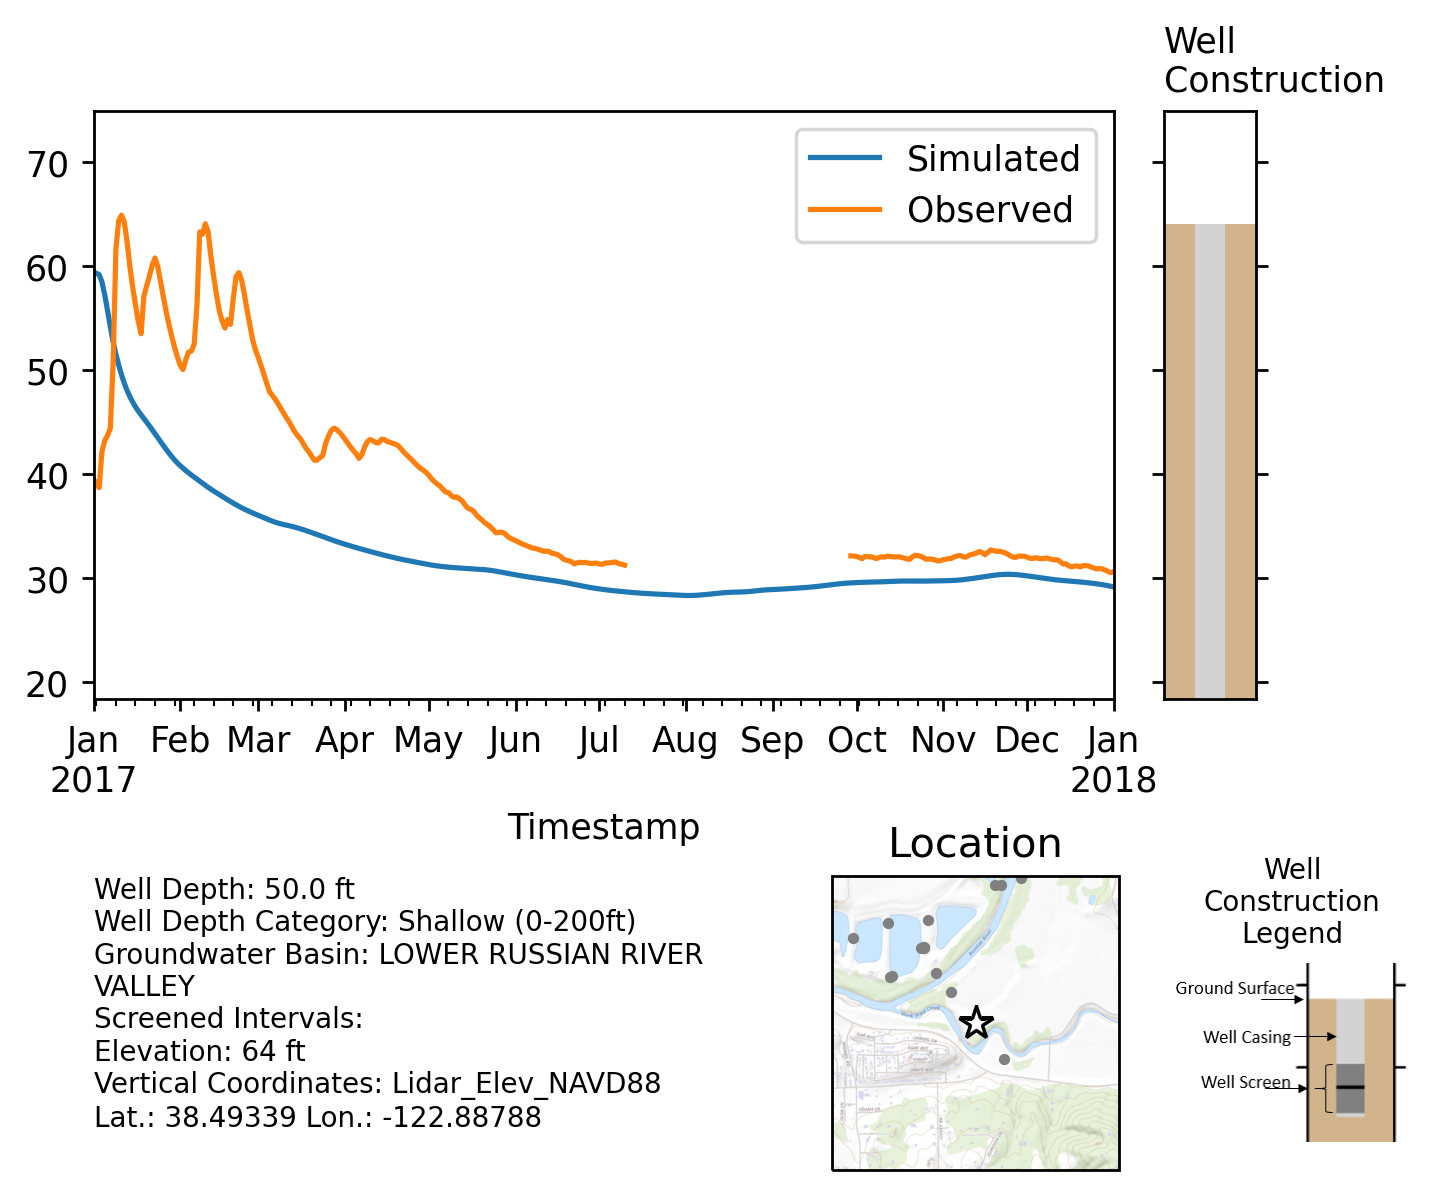 Well
Construction
Simulated
Observed
70
60
50
40
30
20
Jan Feb Mar Apr May Jun Jul Aug Sep Oct Nov Dec Jan
2017 2018
Timestamp
Well Depth: 50.0 ft
Well Depth Category: Shallow (0-200ft)
Groundwater Basin: LOWER RUSSIAN RIVER
VALLEY
Screened Intervals:
Elevation: 64 ft
Vertical Coordinates: Lidar_Elev_NAVD88
Lat.: 38.49339 Lon.: -122.88788
Location
Well
Construction
Legend
Ground Surface
Well Casing
Well Screen